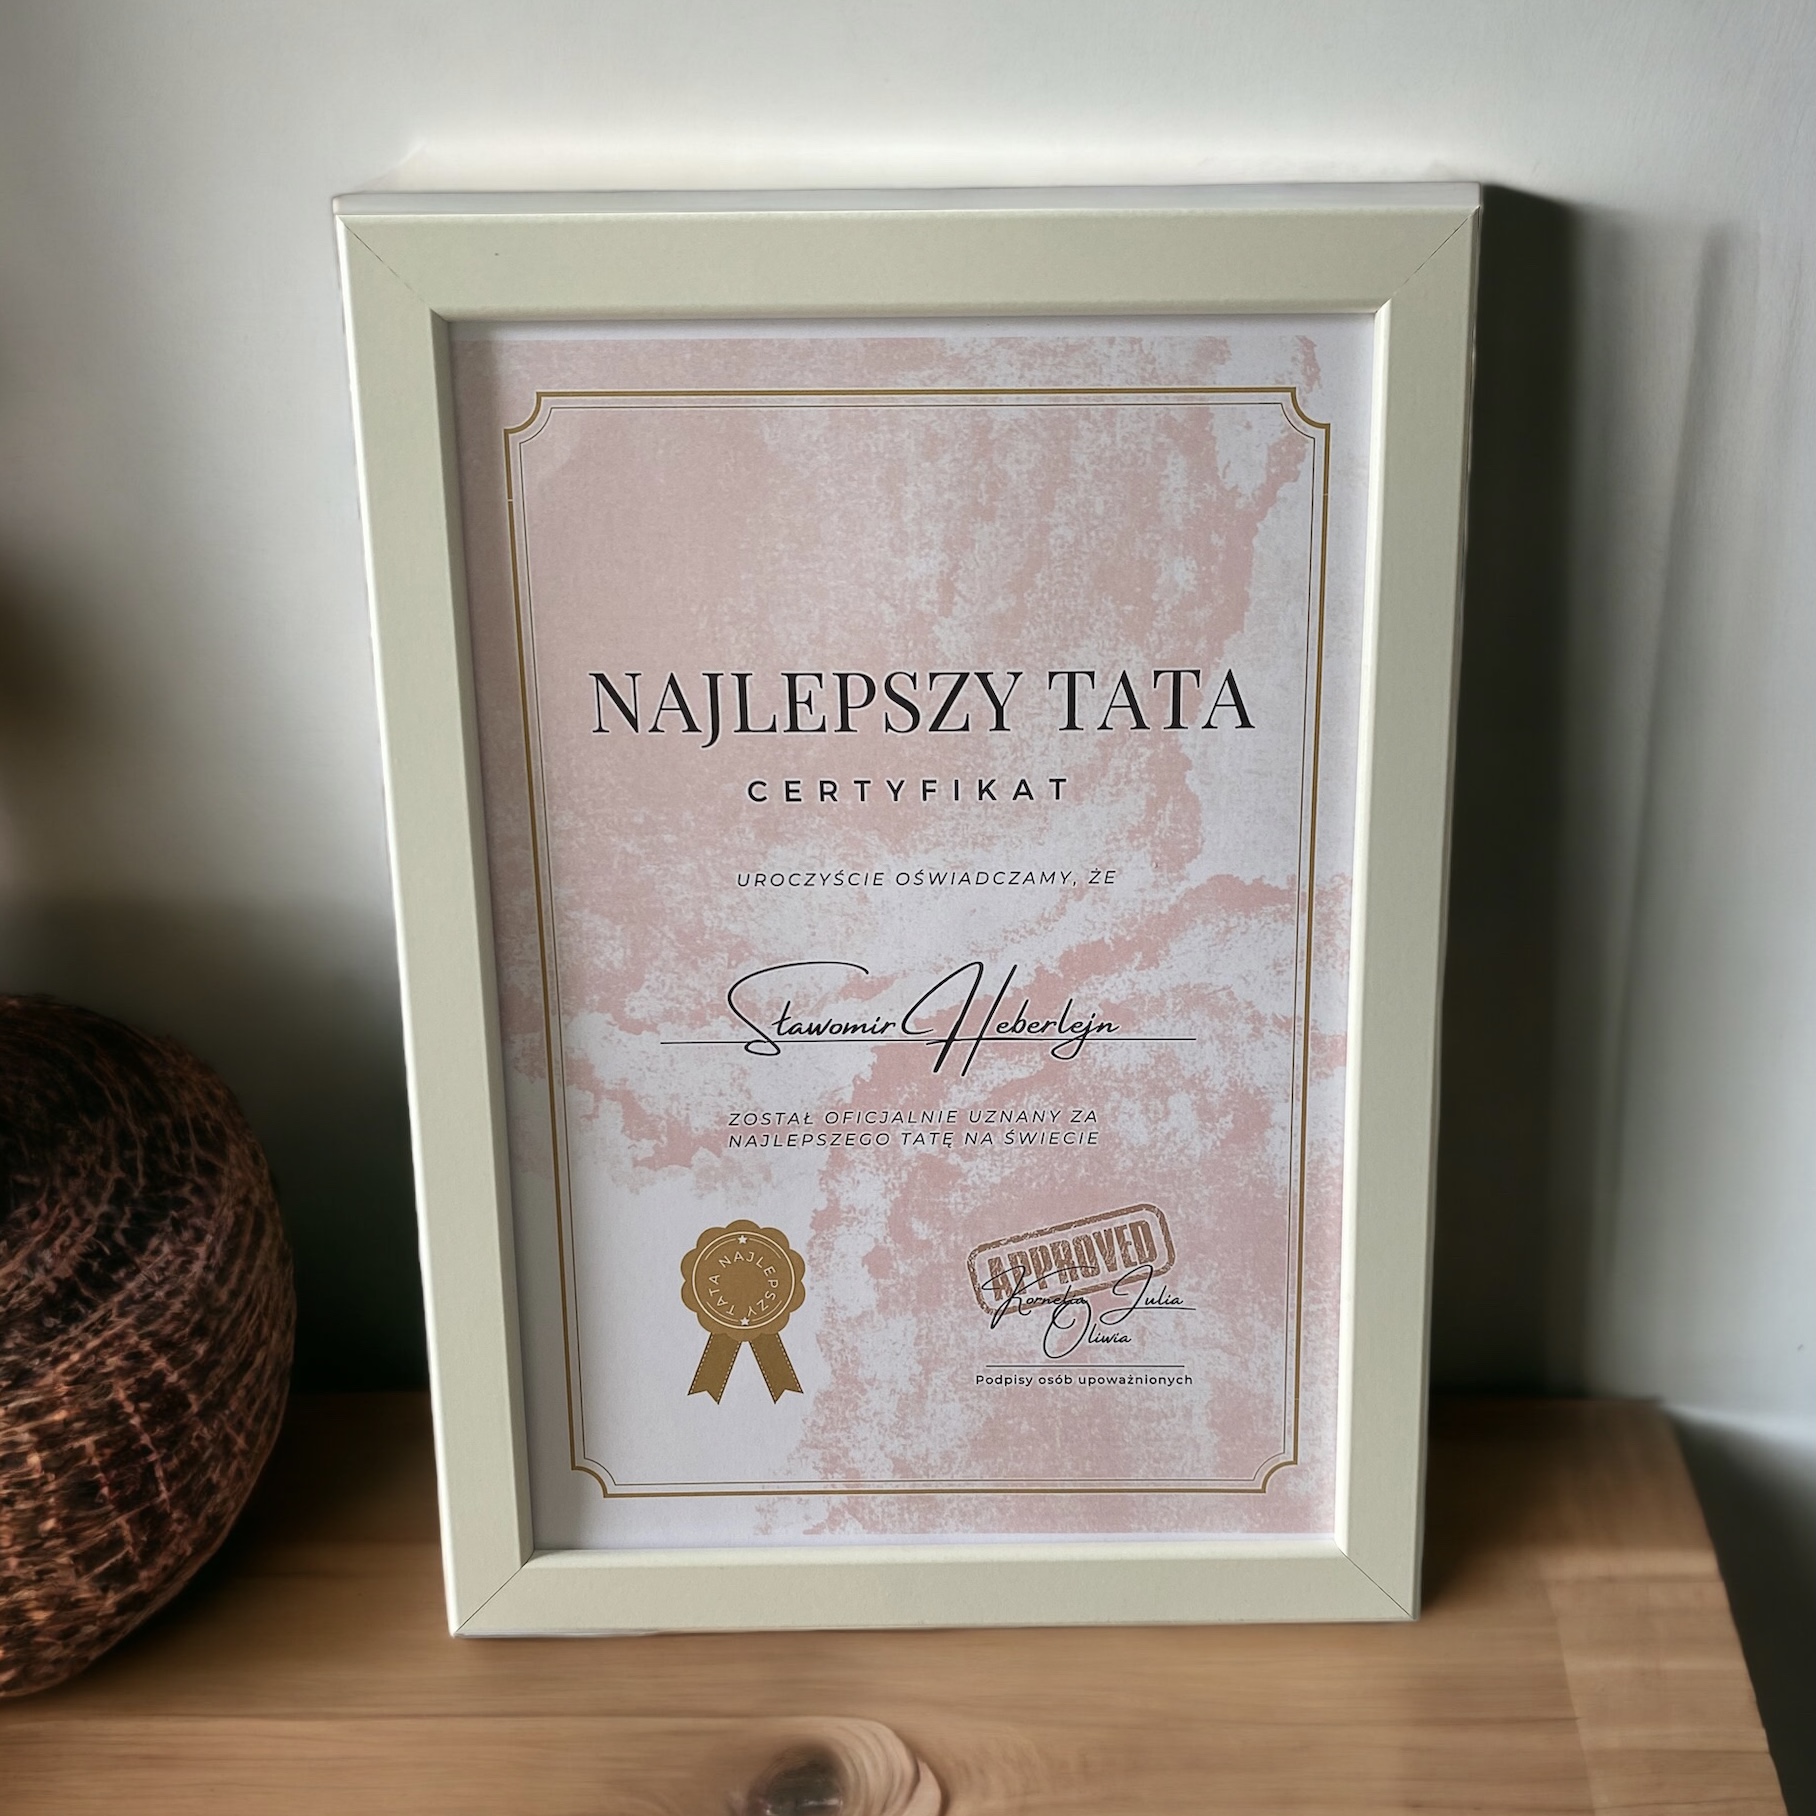 NAJLEPSZY TATA
CERTYFIKAT
UROCZYŚCIE OŚWIADCZAMY, ŻE
Sławomir Heberlejn
ZOSTAŁ OFICJALNIE UZNANY ZA
NAJLEPSZEGO TATĘ NA ŚWIECIE
TATA NAJLEPSZY TATA
APPROVED
Kornelia Julia
Oliwia
Podpisy osób upoważnionych